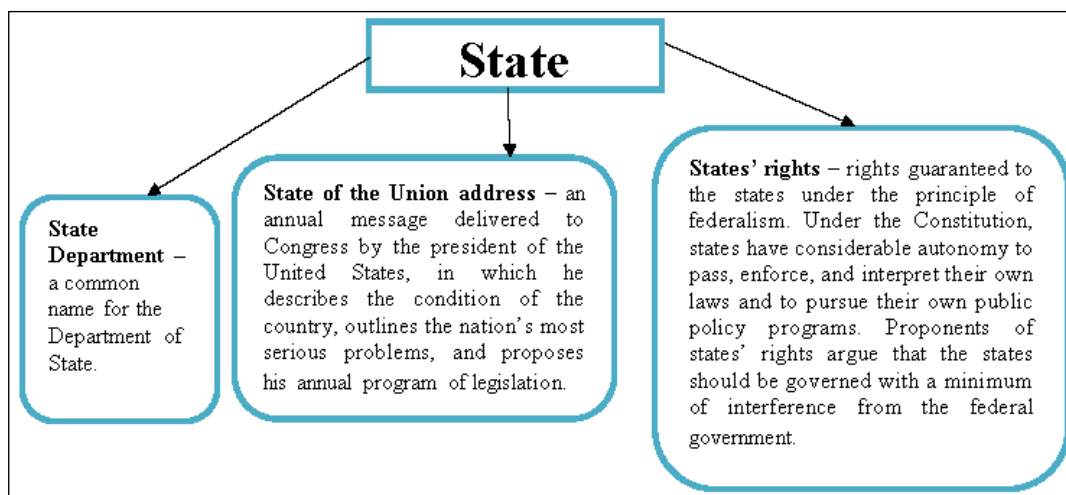 State
State
Department –
a common
name for the
Department of
State.
State of the Union address – an
annual message delivered to
Congress by the president of the
United States, in which he
describes the condition of the
country, outlines the nation's most
serious problems, and proposes
his annual program of legislation.
States' rights – rights guaranteed to
the states under the principle of
federalism. Under the Constitution,
states have considerable autonomy to
pass, enforce, and interpret their own
laws and to pursue their own public
policy programs. Proponents of
states' rights argue that the states
should be governed with a minimum
of interference from the federal
government.